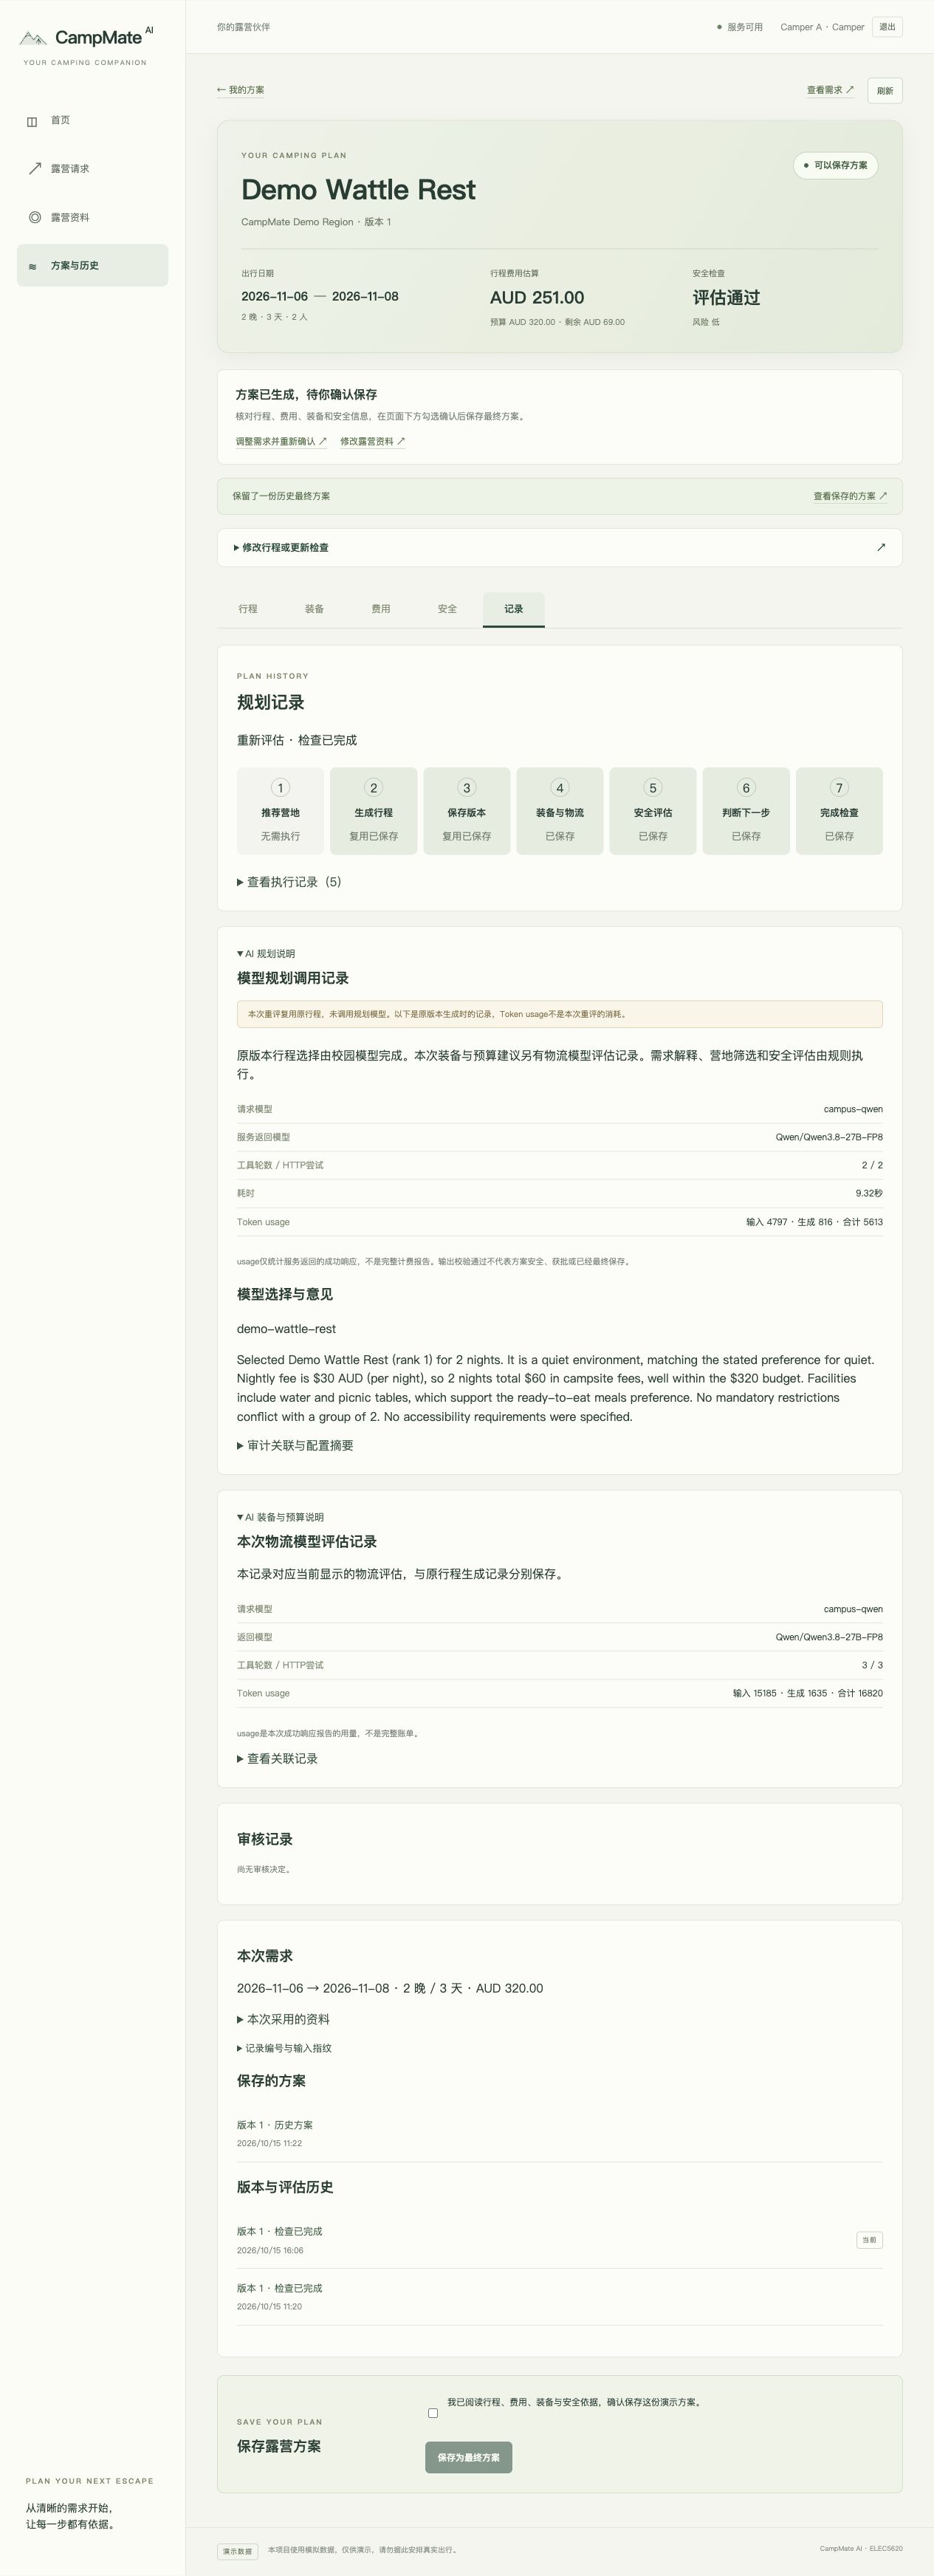 CampMate AI
YOUR CAMPING COMPANION
首页
露营请求
露营资料
方案与历史
PLAN YOUR NEXT ESCAPE
从清晰的需求开始，
让每一步都有依据。
你的露营伙伴
服务可用
Camper A · Camper
退出
← 我的方案
查看需求 ↗
刷新
YOUR CAMPING PLAN
可以保存方案
Demo Wattle Rest
CampMate Demo Region · 版本 1
出行日期
2026-11-06 — 2026-11-08
2 晚 · 3 天 · 2 人
行程费用估算
AUD 251.00
预算 AUD 320.00 · 剩余 AUD 69.00
安全检查
评估通过
风险 低
方案已生成，待你确认保存
核对行程、费用、装备和安全信息，在页面下方勾选确认后保存最终方案。
调整需求并重新确认 ↗ 修改露营资料 ↗
保留了一份历史最终方案
查看保存的方案 ↗
▶ 修改行程或更新检查 ↗
行程 装备 费用 安全 记录
PLAN HISTORY
规划记录
重新评估 · 检查已完成
1
推荐营地
无需执行
2
生成行程
复用已保存
3
保存版本
复用已保存
4
装备与物流
已保存
5
安全评估
已保存
6
判断下一步
已保存
7
完成检查
已保存
▶ 查看执行记录（5）
▼ AI 规划说明
模型规划调用记录
本次重评复用原行程，未调用规划模型。以下是原版本生成时的记录，Token usage不是本次重评的消耗。
原版本行程选择由校园模型完成。本次装备与预算建议另有物流模型评估记录。需求解释、营地筛选和安全评估由规则执
行。
请求模型 campus-qwen
服务返回模型 Qwen/Qwen3.8-27B-FP8
工具轮数 / HTTP尝试 2 / 2
耗时 9.32秒
Token usage 输入 4797 · 生成 816 · 合计 5613
usage仅统计服务返回的成功响应，不是完整计费报告。输出校验通过不代表方案安全、获批或已经最终保存。
模型选择与意见
demo-wattle-rest
Selected Demo Wattle Rest (rank 1) for 2 nights. It is a quiet environment, matching the stated preference for quiet.
Nightly fee is $30 AUD (per night), so 2 nights total $60 in campsite fees, well within the $320 budget. Facilities
include water and picnic tables, which support the ready-to-eat meals preference. No mandatory restrictions
conflict with a group of 2. No accessibility requirements were specified.
▶ 审计关联与配置摘要
▼ AI 装备与预算说明
本次物流模型评估记录
本记录对应当前显示的物流评估，与原行程生成记录分别保存。
请求模型 campus-qwen
返回模型 Qwen/Qwen3.8-27B-FP8
工具轮数 / HTTP尝试 3 / 3
Token usage 输入 15185 · 生成 1635 · 合计 16820
usage是本次成功响应报告的用量，不是完整账单。
▶ 查看关联记录
审核记录
尚无审核决定。
本次需求
2026-11-06 → 2026-11-08 · 2 晚 / 3 天 · AUD 320.00
▶ 本次采用的资料
▶ 记录编号与输入指纹
保存的方案
版本 1 · 历史方案
2026/10/15 11:22
版本与评估历史
版本 1 · 检查已完成
2026/10/15 16:06
当前
版本 1 · 检查已完成
2026/10/15 11:20
SAVE YOUR PLAN
保存露营方案
我已阅读行程、费用、装备与安全依据，确认保存这份演示方案。
保存为最终方案
演示数据
本项目使用模拟数据，仅供演示，请勿据此安排真实出行。
CampMate AI · ELEC5620